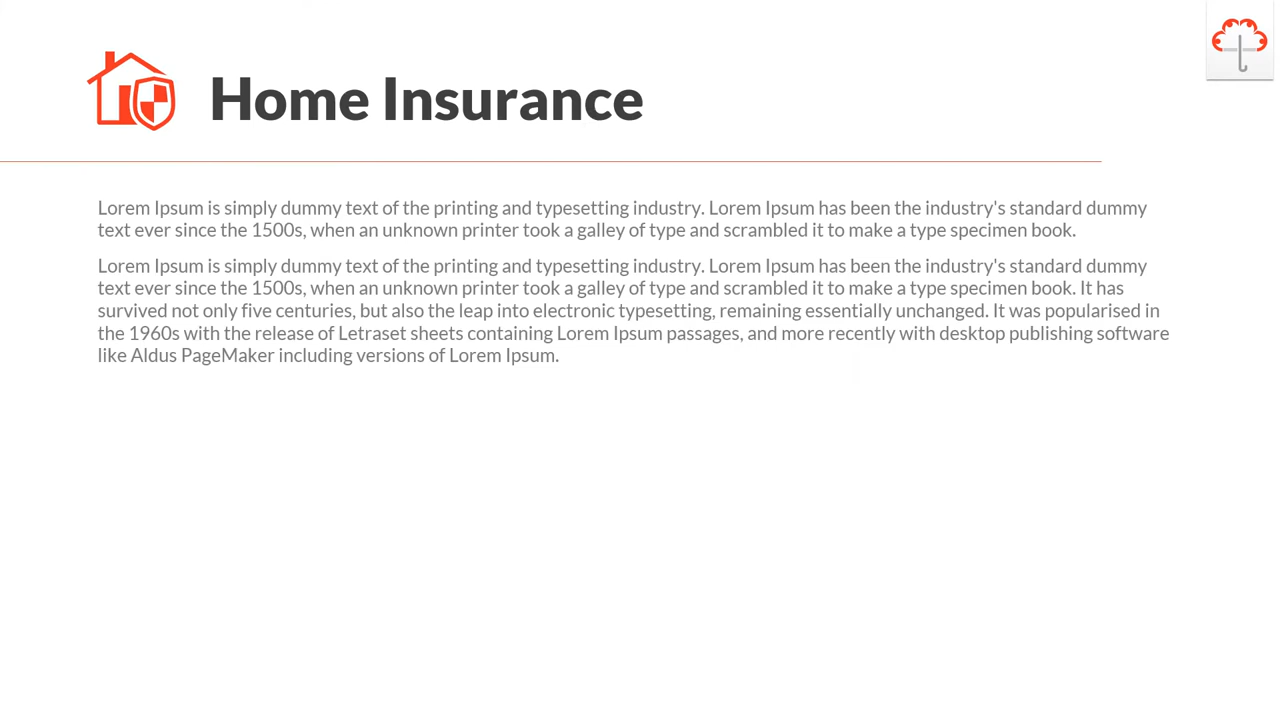 Home Insurance
Lorem Ipsum is simply dummy text of the printing and typesetting industry. Lorem Ipsum has been the industry's standard dummy
text ever since the 1500s, when an unknown printer took a galley of type and scrambled it to make a type specimen book.
Lorem Ipsum is simply dummy text of the printing and typesetting industry. Lorem Ipsum has been the industry's standard dummy
text ever since the 1500s, when an unknown printer took a galley of type and scrambled it to make a type specimen book. It has
survived not only five centuries, but also the leap into electronic typesetting, remaining essentially unchanged. It was popularised in
the 1960s with the release of Letraset sheets containing Lorem Ipsum passages, and more recently with desktop publishing software
like Aldus PageMaker including versions of Lorem Ipsum.